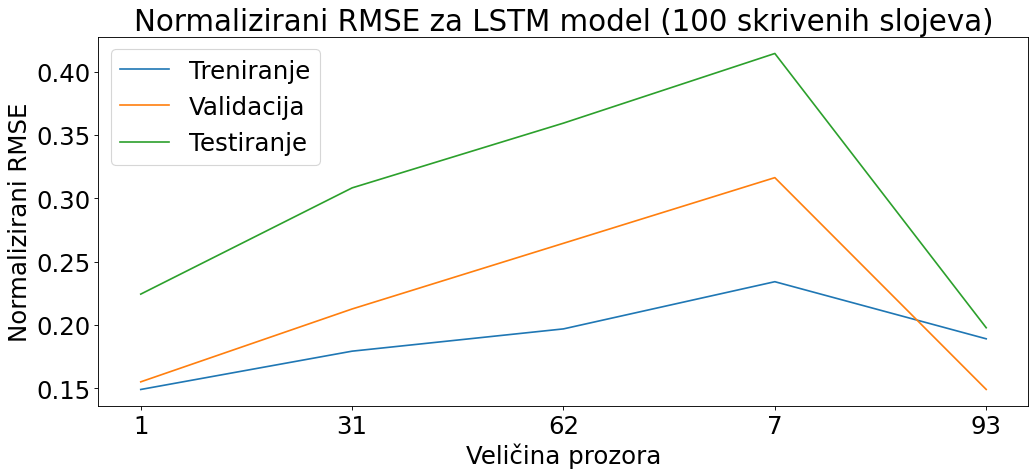 Normalizirani RMSE za LSTM model (100 skrivenih slojeva)
Treniranje
Validacija
Testiranje
Normalizirani RMSE
0.40
0.35
0.30
0.25
0.20
0.15
1 31 62 7 93
Veličina prozora